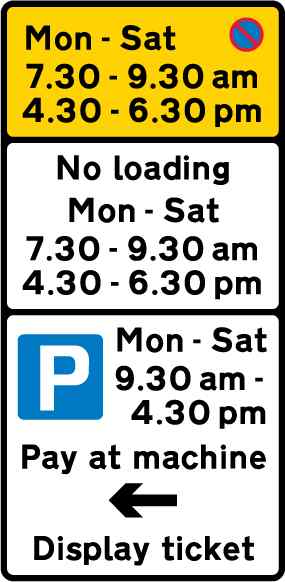 Mon - Sat
7.30 - 9.30 am
4.30 - 6.30 pm
No loading
Mon - Sat
7.30 - 9.30 am
4.30 - 6.30 pm
P
Mon - Sat
9.30 am -
4.30 pm
Pay at machine
Display ticket